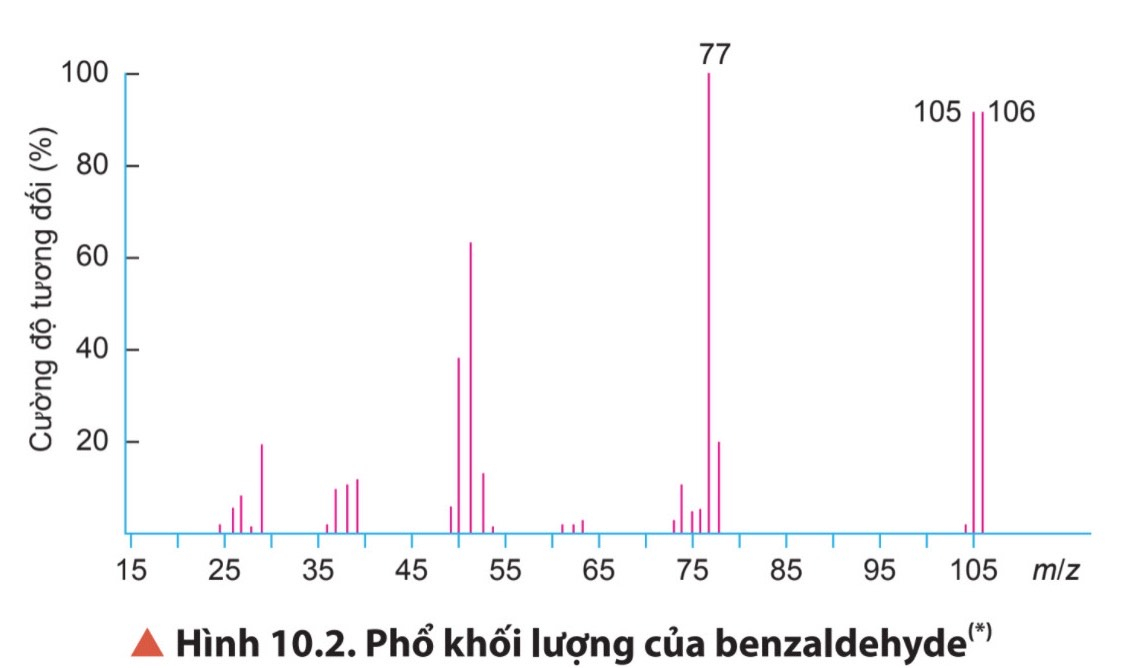 77
100
105 106
80
60
40
20
Cường độ tương đối (%)
15 25 35 45 55 65 75 85 95 105 m/z
▲ Hình 10.2. Phổ khối lượng của benzaldehyde(*)